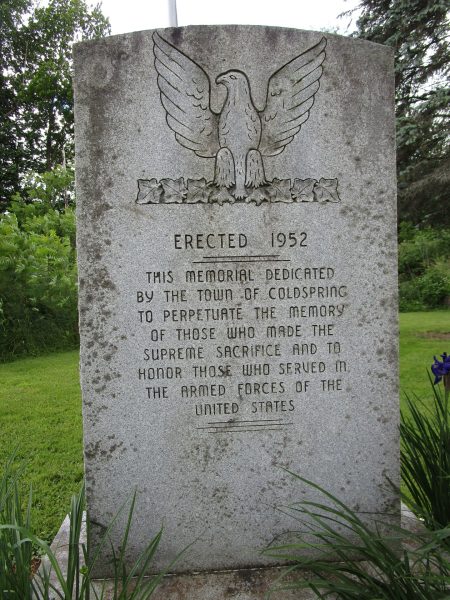 ERECTED 1952
THIS MEMORIAL DEDICATED
BY THE TOWN OF COLDSPRING
TO PERPETUATE THE MEMORY
OF THOSE WHO MADE THE
SUPREME SACRIFICE AND TO
HONOR THOSE WHO SERVED IN
THE ARMED FORCES OF THE
UNITED STATES